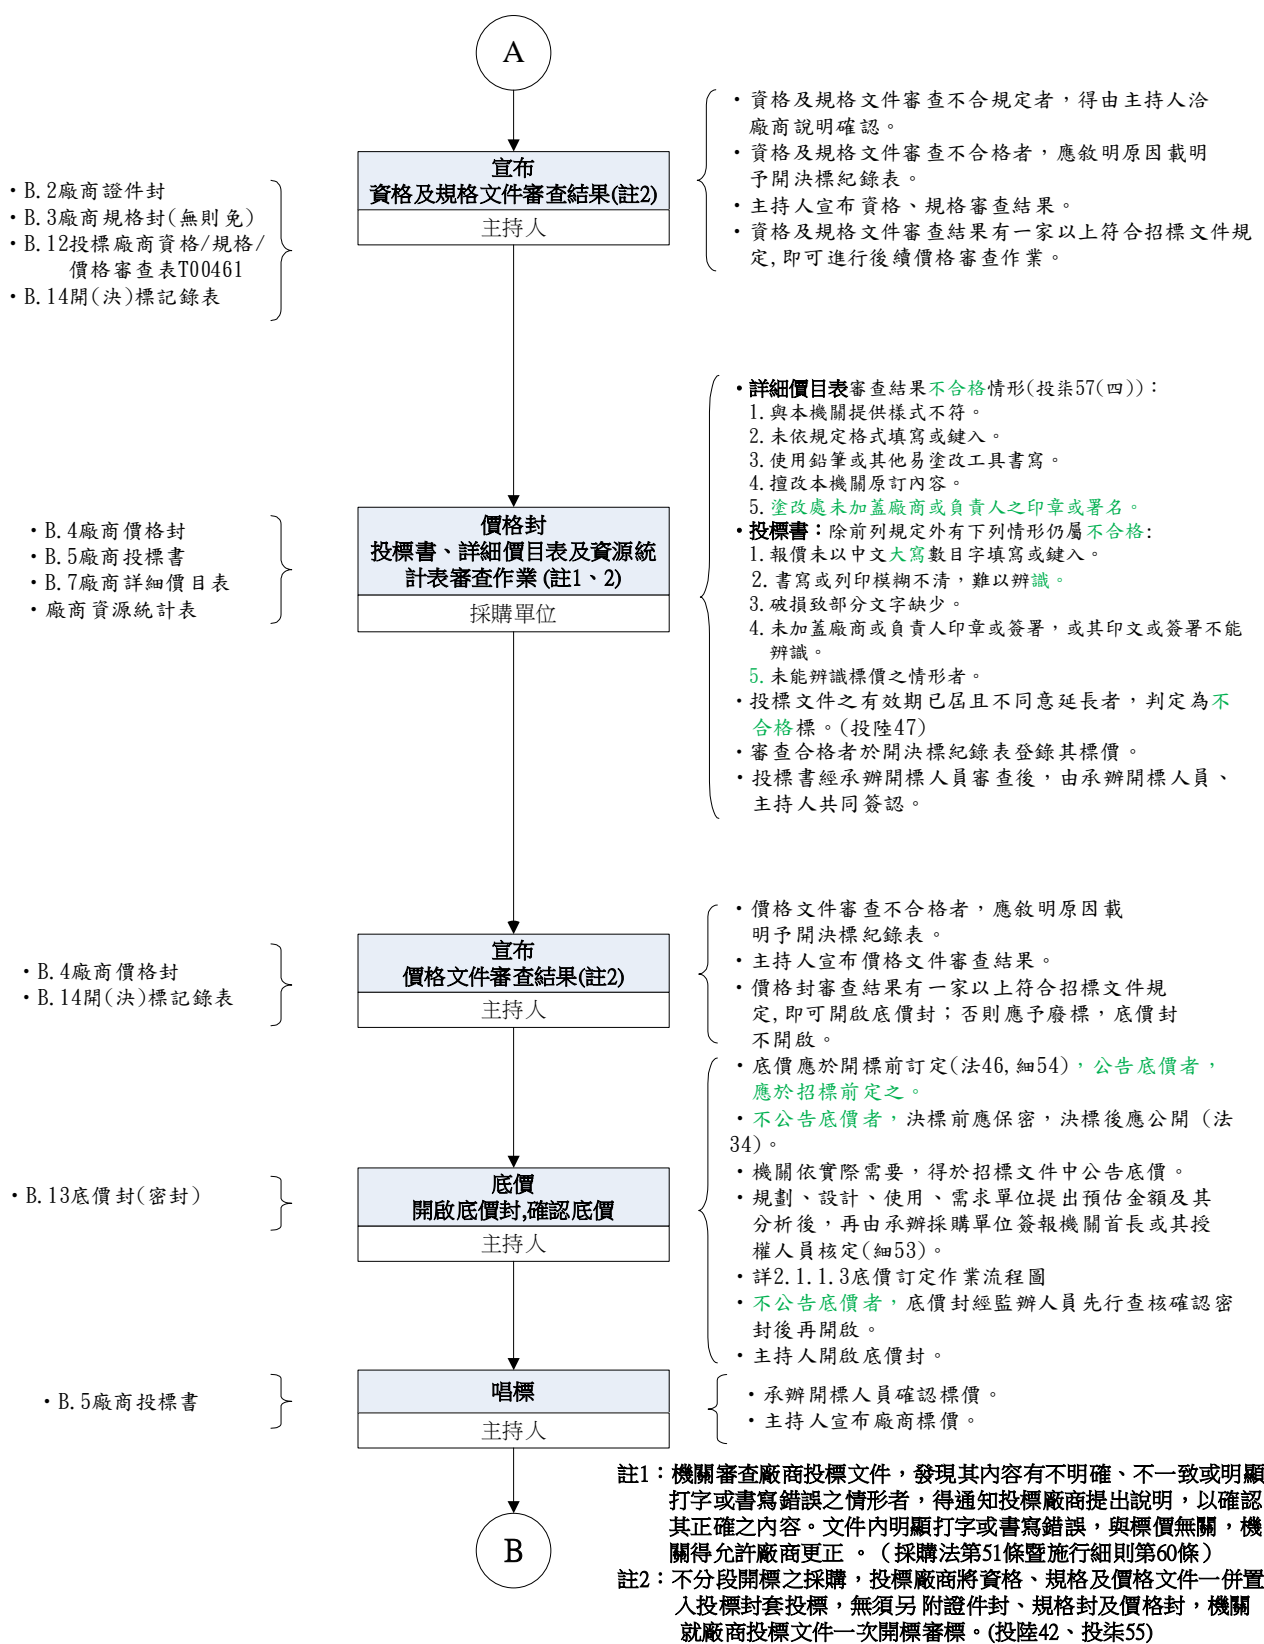 A
宣布
資格及規格文件審查結果(註2)
主持人
・B.2廠商證件封
・B.3廠商規格封(無則免)
・B.12投標廠商資格/規格/
價格審查表T00461
・B.14開(決)標記錄表
・資格及規格文件審查不合規定者，得由主持人洽
廠商說明確認。
・資格及規格文件審查不合格者，應敘明原因載明
予開決標紀錄表。
・主持人宣布資格、規格審查結果。
・資格及規格文件審查結果有一家以上符合招標文件規
定,即可進行後續價格審查作業。
・B.4廠商價格封
・B.5廠商投標書
・B.7廠商詳細價目表
・廠商資源統計表
價格封
投標書、詳細價目表及資源統
計表審查作業(註1、2)
採購單位
・詳細價目表審查結果不合格情形(投柒57(四))：
1.與本機關提供樣式不符。
2.未依規定格式填寫或鍵入。
3.使用鉛筆或其他易塗改工具書寫。
4.擅改本機關原訂內容。
5.塗改處未加蓋廠商或負責人之印章或署名。
・投標書：除前列規定外有下列情形仍屬不合格:
1.報價未以中文大寫數目字填寫或鍵入。
2.書寫或列印模糊不清，難以辨識。
3.破損致部分文字缺少。
4.未加蓋廠商或負責人印章或簽署，或其印文或簽署不能
辨識。
5.未能辨識標價之情形者。
・投標文件之有效期已屆且不同意延長者，判定為不
合格標。(投陸47)
・審查合格者於開決標紀錄表登錄其標價。
・投標書經承辦開標人員審查後，由承辦開標人員、
主持人共同簽認。
・B.4廠商價格封
・B.14開(決)標記錄表
宣布
價格文件審查結果(註2)
主持人
・價格文件審查不合格者，應敘明原因載
明予開決標紀錄表。
・主持人宣布價格文件審查結果。
・價格封審查結果有一家以上符合招標文件規
定,即可開啟底價封；否則應予廢標，底價封
不開啟。
・B.13底價封(密封)
底價
開啟底價封,確認底價
主持人
・底價應於開標前訂定(法46,細54)，公告底價者，
應於招標前定之。
・不公告底價者，決標前應保密，決標後應公開 (法
34)。
・機關依實際需要，得於招標文件中公告底價。
・規劃、設計、使用、需求單位提出預估金額及其
分析後，再由承辦採購單位簽報機關首長或其授
權人員核定(細53)。
・詳2.1.1.3底價訂定作業流程圖
・不公告底價者，底價封經監辦人員先行查核確認密
封後再開啟。
・主持人開啟底價封。
・B.5廠商投標書
唱標
主持人
・承辦開標人員確認標價。
・主持人宣布廠商標價。
B
註1：機關審查廠商投標文件，發現其內容有不明確、不一致或明顯
打字或書寫錯誤之情形者，得通知投標廠商提出說明，以確認
其正確之內容。文件內明顯打字或書寫錯誤，與標價無關，機
關得允許廠商更正 。（採購法第51條暨施行細則第60條）
註2：不分段開標之採購，投標廠商將資格、規格及價格文件一併置
入投標封套投標，無須另附證件封、規格封及價格封，機關
就廠商投標文件一次開標審標。(投陸42、投柒55)